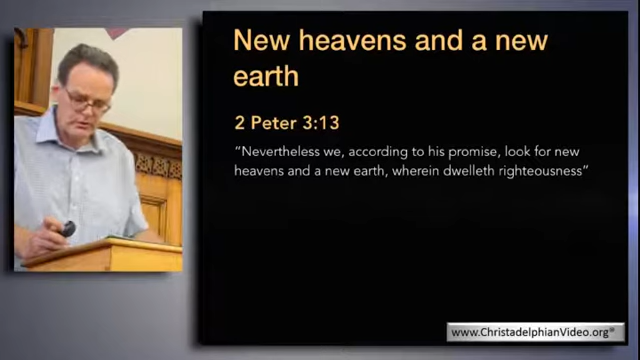 New heavens and a new
earth
2 Peter 3:13
“Nevertheless we, according to his promise, look for new
heavens and a new earth, wherein dwelleth righteousness”
www.ChristadelphianVideo.org®